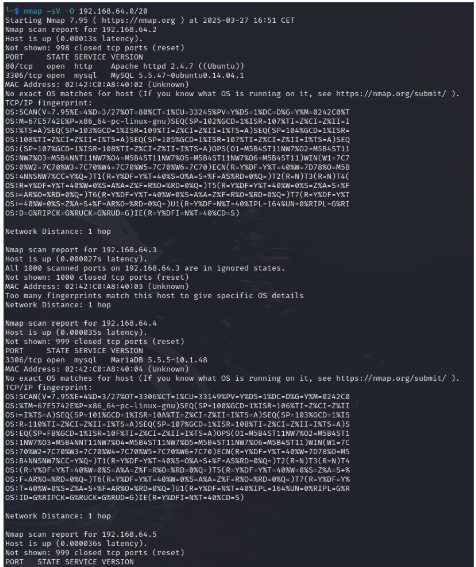 └─$ nmap -sV -O 192.168.64.0/20
Starting Nmap 7.95 ( https://nmap.org ) at 2025-03-27 16:51 CET
Nmap scan report for 192.168.64.2
Host is up (0.00013s latency).
Not shown: 998 closed tcp ports (reset)
PORT STATE SERVICE VERSION
80/tcp open http Apache httpd 2.4.7 ((Ubuntu))
3306/tcp open mysql MySQL 5.5.47-0ubuntu0.14.04.1
MAC Address: 02:42:C0:A8:40:02 (Unknown)
No exact OS matches for host (If you know what OS is running on it, see https://nmap.org/submit/ ).
TCP/IP fingerprint:
OS:SCAN(V=7.95%E=4%D=3/27%OT=80%CT=1%CU=33245%PV=Y%DS=1%DC=D%G=Y%M=0242C0%T
OS:M=67E5742E%P=x86_64-pc-linux-gnu)SEQ(SP=102%GCD=1%ISR=107%TI=Z%CI=Z%II=I
OS:%TS=A)SEQ(SP=103%GCD=1%ISR=109%TI=Z%CI=Z%II=I%TS=A)SEQ(SP=104%GCD=1%ISR=
OS:108%TI=Z%CI=Z%II=I%TS=A)SEQ(SP=105%GCD=1%ISR=107%TI=Z%CI=Z%II=I%TS=A)SEQ
OS:(SP=107%GCD=1%ISR=108%TI=Z%CI=Z%II=I%TS=A)OPS(O1=M5B4ST11NW7%O2=M5B4ST11
OS:NW7%O3=M5B4NNT11NW7%O4=M5B4ST11NW7%O5=M5B4ST11NW7%O6=M5B4ST11)WIN(W1=7C7
OS:0%W2=7C70%W3=7C70%W4=7C70%W5=7C70%W6=7C70)ECN(R=Y%DF=Y%T=40%W=7D78%O=M5B
OS:4NNSNW7%CC=Y%Q=)T1(R=Y%DF=Y%T=40%S=O%A=S+%F=AS%RD=0%Q=)T2(R=N)T3(R=N)T4(
OS:R=Y%DF=Y%T=40%W=0%S=A%A=Z%F=R%O=%RD=0%Q=)T5(R=Y%DF=Y%T=40%W=0%S=Z%A=S+%F
OS:=AR%O=%RD=0%Q=)T6(R=Y%DF=Y%T=40%W=0%S=A%A=Z%F=R%O=%RD=0%Q=)T7(R=Y%DF=Y%T
OS:=40%W=0%S=Z%A=S+%F=AR%O=%RD=0%Q=)U1(R=Y%DF=N%T=40%IPL=164%UN=0%RIPL=G%RI
OS:D=G%RIPCK=G%RUCK=G%RUD=G)IE(R=Y%DFI=N%T=40%CD=S)
Network Distance: 1 hop
Nmap scan report for 192.168.64.3
Host is up (0.000027s latency).
All 1000 scanned ports on 192.168.64.3 are in ignored states.
Not shown: 1000 closed tcp ports (reset)
MAC Address: 02:42:C0:A8:40:03 (Unknown)
Too many fingerprints match this host to give specific OS details
Network Distance: 1 hop
Nmap scan report for 192.168.64.4
Host is up (0.000035s latency).
Not shown: 999 closed tcp ports (reset)
PORT STATE SERVICE VERSION
3306/tcp open mysql MariaDB 5.5.5-10.1.48
MAC Address: 02:42:C0:A8:40:04 (Unknown)
No exact OS matches for host (If you know what OS is running on it, see https://nmap.org/submit/ ).
TCP/IP fingerprint:
OS:SCAN(V=7.95%E=4%D=3/27%OT=3306%CT=1%CU=33149%PV=Y%DS=1%DC=D%G=Y%M=0242C0
OS:%TM=67E5742E%P=x86_64-pc-linux-gnu)SEQ(SP=100%GCD=1%ISR=106%TI=Z%CI=Z%II
OS:=I%TS=A)SEQ(SP=101%GCD=1%ISR=10A%TI=Z%CI=Z%II=I%TS=A)SEQ(SP=103%GCD=1%IS
OS:R=110%TI=Z%CI=Z%II=I%TS=A)SEQ(SP=107%GCD=1%ISR=10B%TI=Z%CI=Z%II=I%TS=A)S
OS:EQ(SP=FB%GCD=1%ISR=10F%TI=Z%CI=Z%II=I%TS=A)OPS(O1=M5B4ST11NW7%O2=M5B4ST1
OS:1NW7%O3=M5B4NNT11NW7%O4=M5B4ST11NW7%O5=M5B4ST11NW7%O6=M5B4ST11)WIN(W1=7C
OS:70%W2=7C70%W3=7C70%W4=7C70%W5=7C70%W6=7C70)ECN(R=Y%DF=Y%T=40%W=7D78%O=M5
OS:B4NNSNW7%CC=Y%Q=)T1(R=Y%DF=Y%T=40%S=O%A=S+%F=AS%RD=0%Q=)T2(R=N)T3(R=N)T4
OS:(R=Y%DF=Y%T=40%W=0%S=A%A=Z%F=R%O=%RD=0%Q=)T5(R=Y%DF=Y%T=40%W=0%S=Z%A=S+%
OS:F=AR%O=%RD=0%Q=)T6(R=Y%DF=Y%T=40%W=0%S=A%A=Z%F=R%O=%RD=0%Q=)T7(R=Y%DF=Y%
OS:T=40%W=0%S=Z%A=S+%F=AR%O=%RD=0%Q=)U1(R=Y%DF=N%T=40%IPL=164%UN=0%RIPL=G%R
OS:ID=G%RIPCK=G%RUCK=G%RUD=G)IE(R=Y%DFI=N%T=40%CD=S)
Network Distance: 1 hop
Nmap scan report for 192.168.64.5
Host is up (0.000036s latency).
Not shown: 999 closed tcp ports (reset)
PORT STATE SERVICE VERSION